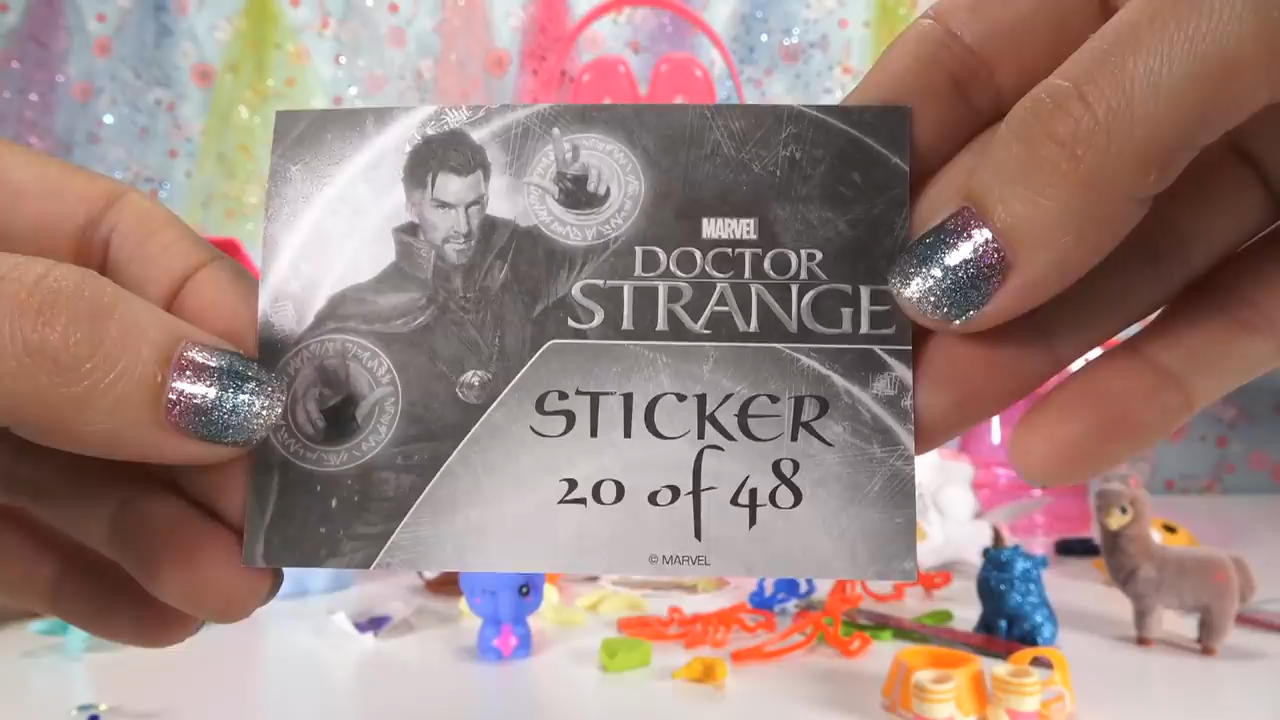 MARVEL
DOCTOR
STRANGE
STICKER
20 of 48
© MARVEL